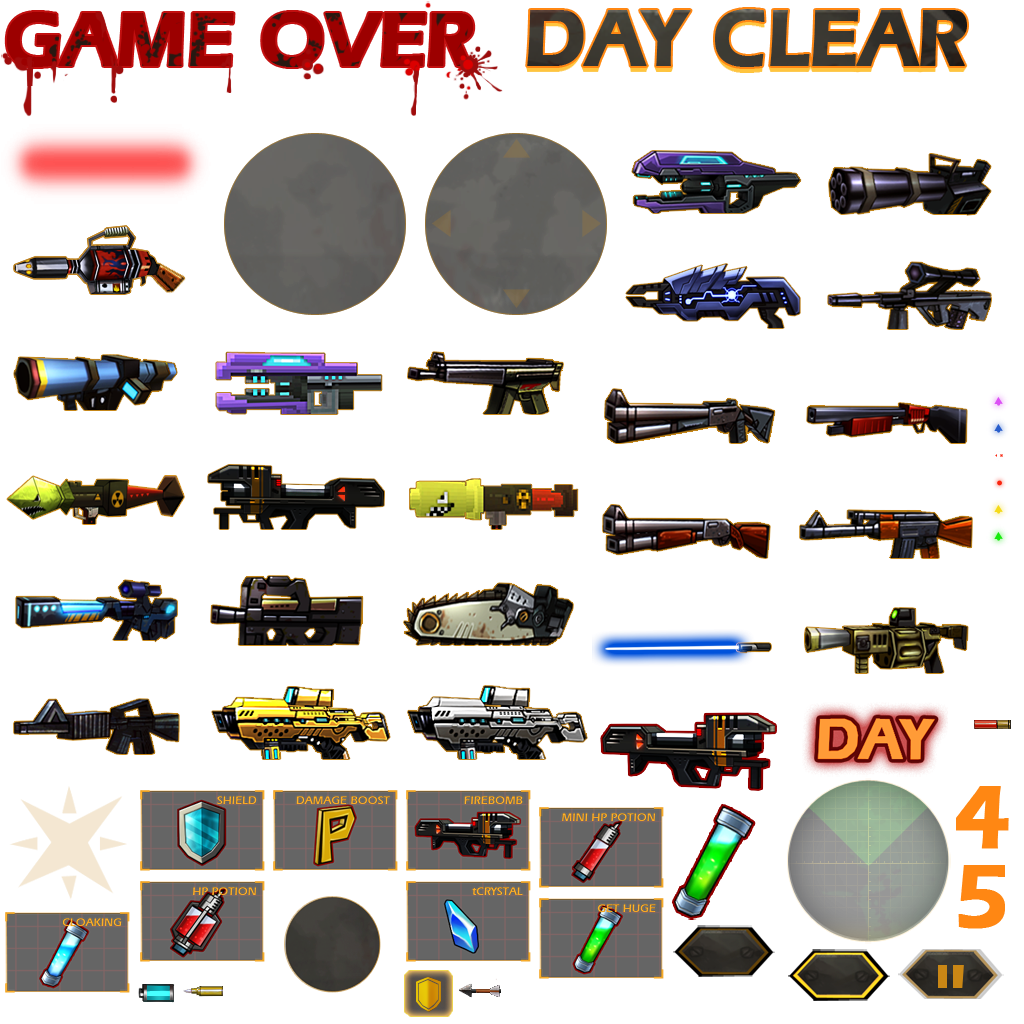 GAME OVER
DAY CLEAR
DAY
SHIELD
DAMAGE BOOST
P
FIREBOMB
MINI HP POTION
4
HP POTION
tCRYSTAL
GET HUGE
5
CLOAKING